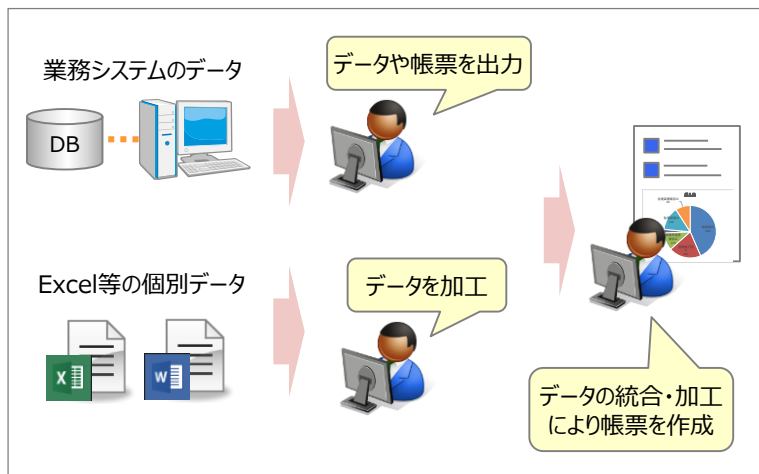 業務システムのデータ
データや帳票を出力
DB
Excel等の個別データ
データを加工
X
W
データの統合・加工
により帳票を作成